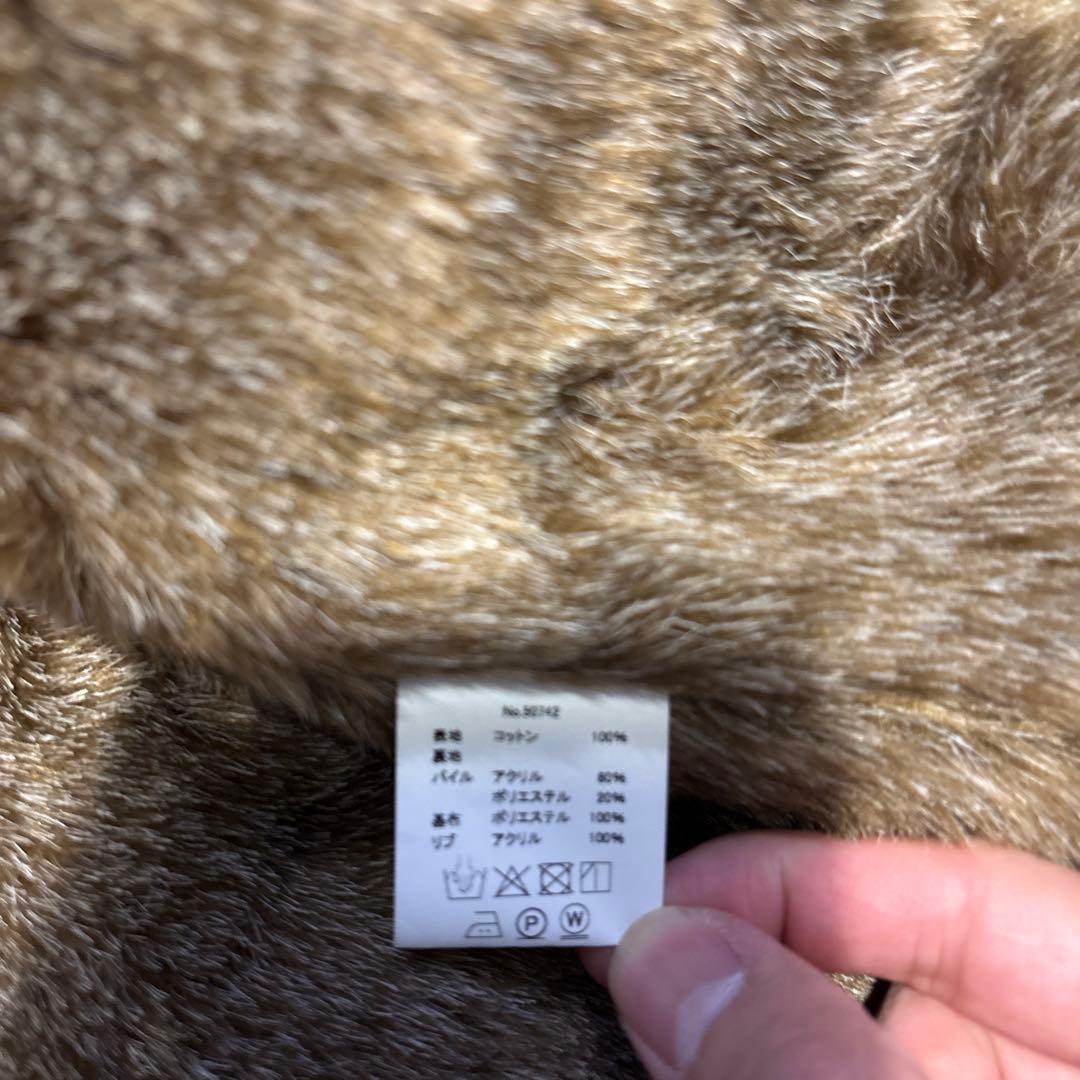 No.50742
表地 コットン 100%
裏地
パイル アクリル 80%
ポリエステル 20%
基布 ポリエステル 100%
リブ アクリル 100%
P W